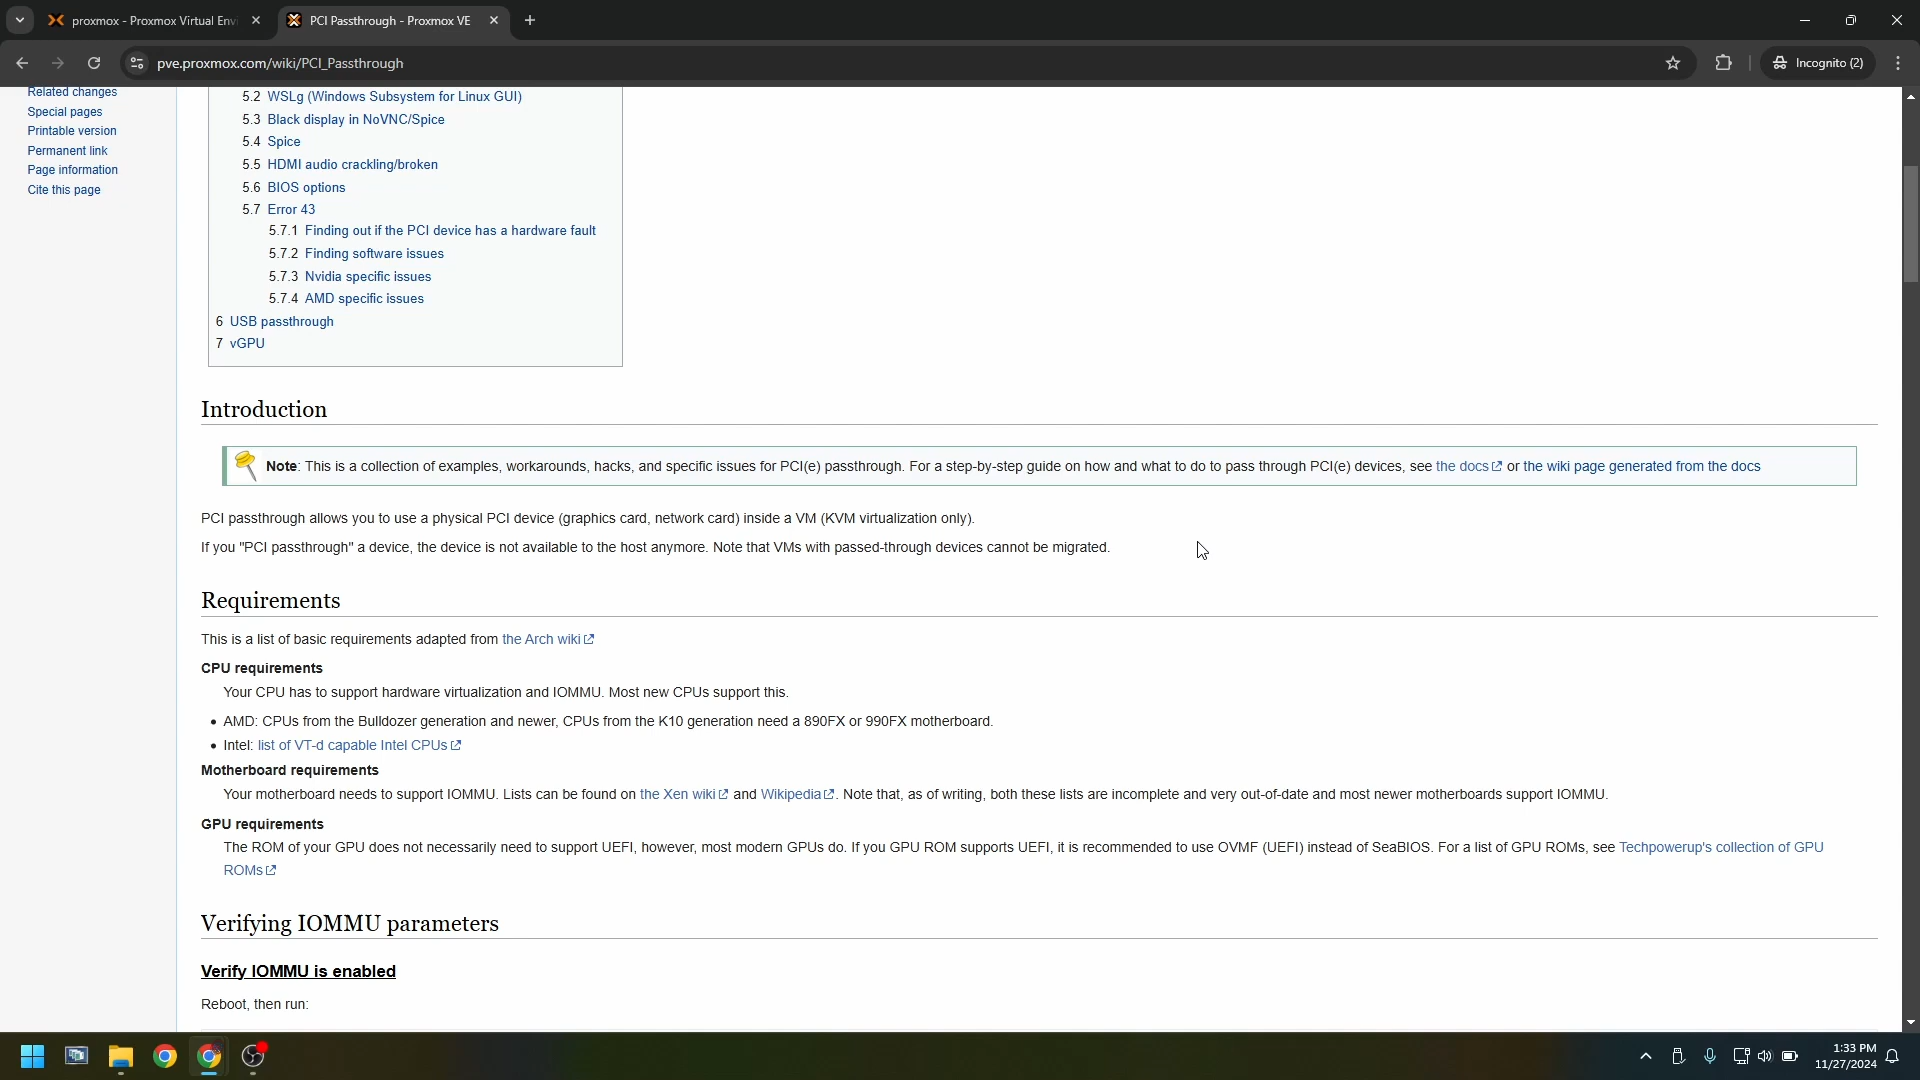 proxmox - Proxmox Virtual Envi
PCI Passthrough - Proxmox VE
pve.proxmox.com/wiki/PCI_Passthrough
Incognito (2)
Related changes
Special pages
Printable version
Permanent link
Page information
Cite this page
5.2 WSLg (Windows Subsystem for Linux GUI)
5.3 Black display in NoVNC/Spice
5.4 Spice
5.5 HDMI audio crackling/broken
5.6 BIOS options
5.7 Error 43
5.7.1 Finding out if the PCI device has a hardware fault
5.7.2 Finding software issues
5.7.3 Nvidia specific issues
5.7.4 AMD specific issues
6 USB passthrough
7 vGPU
Introduction
Note: This is a collection of examples, workarounds, hacks, and specific issues for PCI(e) passthrough. For a step-by-step guide on how and what to do to pass through PCI(e) devices, see the docs or the wiki page generated from the docs
PCI passthrough allows you to use a physical PCI device (graphics card, network card) inside a VM (KVM virtualization only).
If you "PCI passthrough" a device, the device is not available to the host anymore. Note that VMs with passed-through devices cannot be migrated.
Requirements
This is a list of basic requirements adapted from the Arch wiki
CPU requirements
Your CPU has to support hardware virtualization and IOMMU. Most new CPUs support this.
• AMD: CPUs from the Bulldozer generation and newer, CPUs from the K10 generation need a 890FX or 990FX motherboard.
• Intel: list of VT-d capable Intel CPUs
Motherboard requirements
Your motherboard needs to support IOMMU. Lists can be found on the Xen wiki and Wikipedia. Note that, as of writing, both these lists are incomplete and very out-of-date and most newer motherboards support IOMMU.
GPU requirements
The ROM of your GPU does not necessarily need to support UEFI, however, most modern GPUs do. If you GPU ROM supports UEFI, it is recommended to use OVMF (UEFI) instead of SeaBIOS. For a list of GPU ROMs, see Techpowerup's collection of GPU
ROMs
Verifying IOMMU parameters
Verify IOMMU is enabled
Reboot, then run:
1:33 PM
11/27/2024